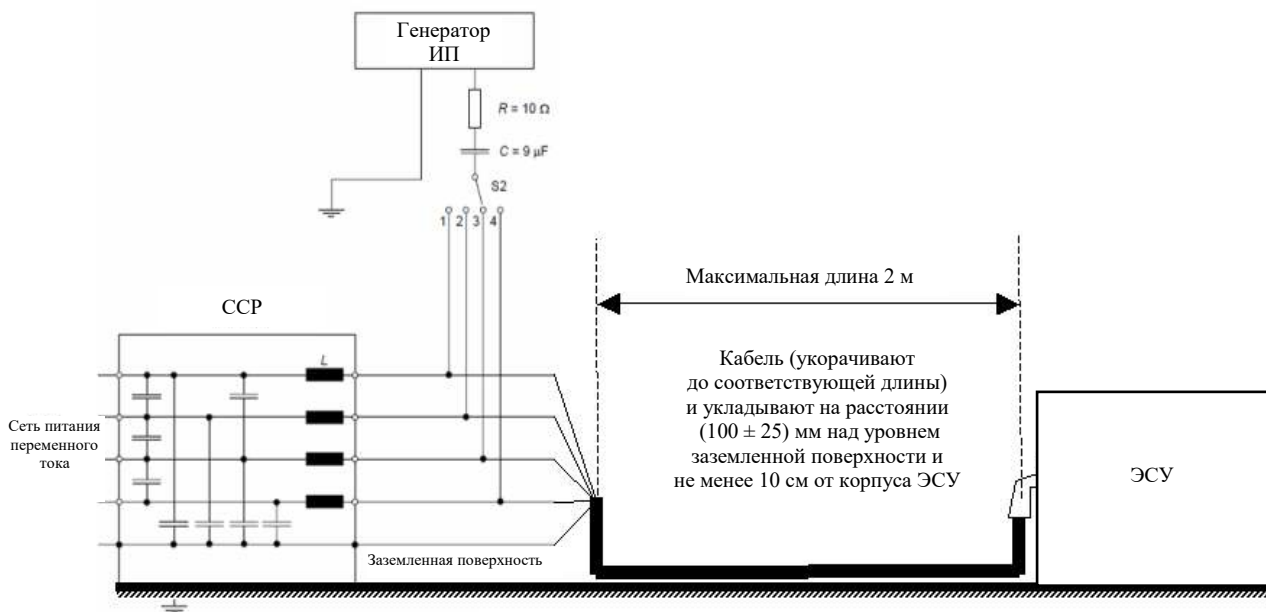 Генератор
ИП
R = 10 Ω
C = 9 μF
S2
1 2 3 4
Максимальная длина 2 м
ССР
L
Кабель (укорачивают
до соответствующей длины)
и укладывают на расстоянии
(100 ± 25) мм над уровнем
заземленной поверхности и
не менее 10 см от корпуса ЭСУ
Сеть питания
переменного
тока
ЭСУ
Заземленная поверхность